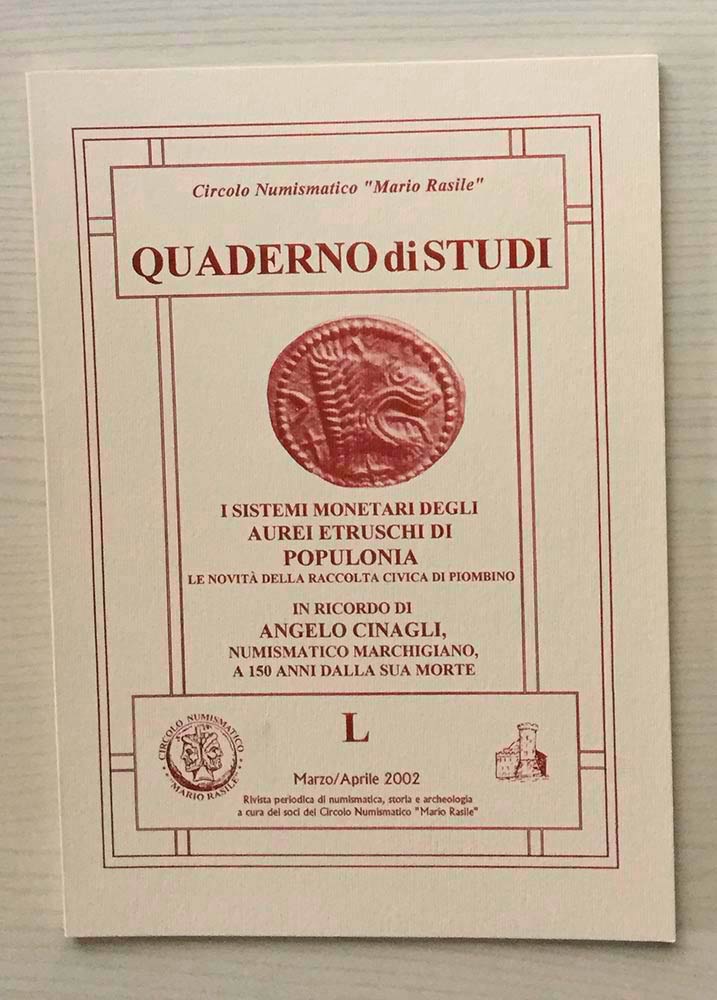 Circolo Numismatico "Mario Rasile"
QUADERNO di STUDI
I SISTEMI MONETARI DEGLI
AUREI ETRUSCHI DI
POPULONIA
LE NOVITÀ DELLA RACCOLTA CIVICA DI PIOMBINO
IN RICORDO DI
ANGELO CINAGLI,
NUMISMATICO MARCHIGIANO,
A 150 ANNI DALLA SUA MORTE
L
CIRCOLO NUMISMATICO
"MARIO RASILE"
Marzo/Aprile 2002
Rivista periodica di numismatica, storia e archeologia
a cura dei soci del Circolo Numismatico "Mario Rasile"